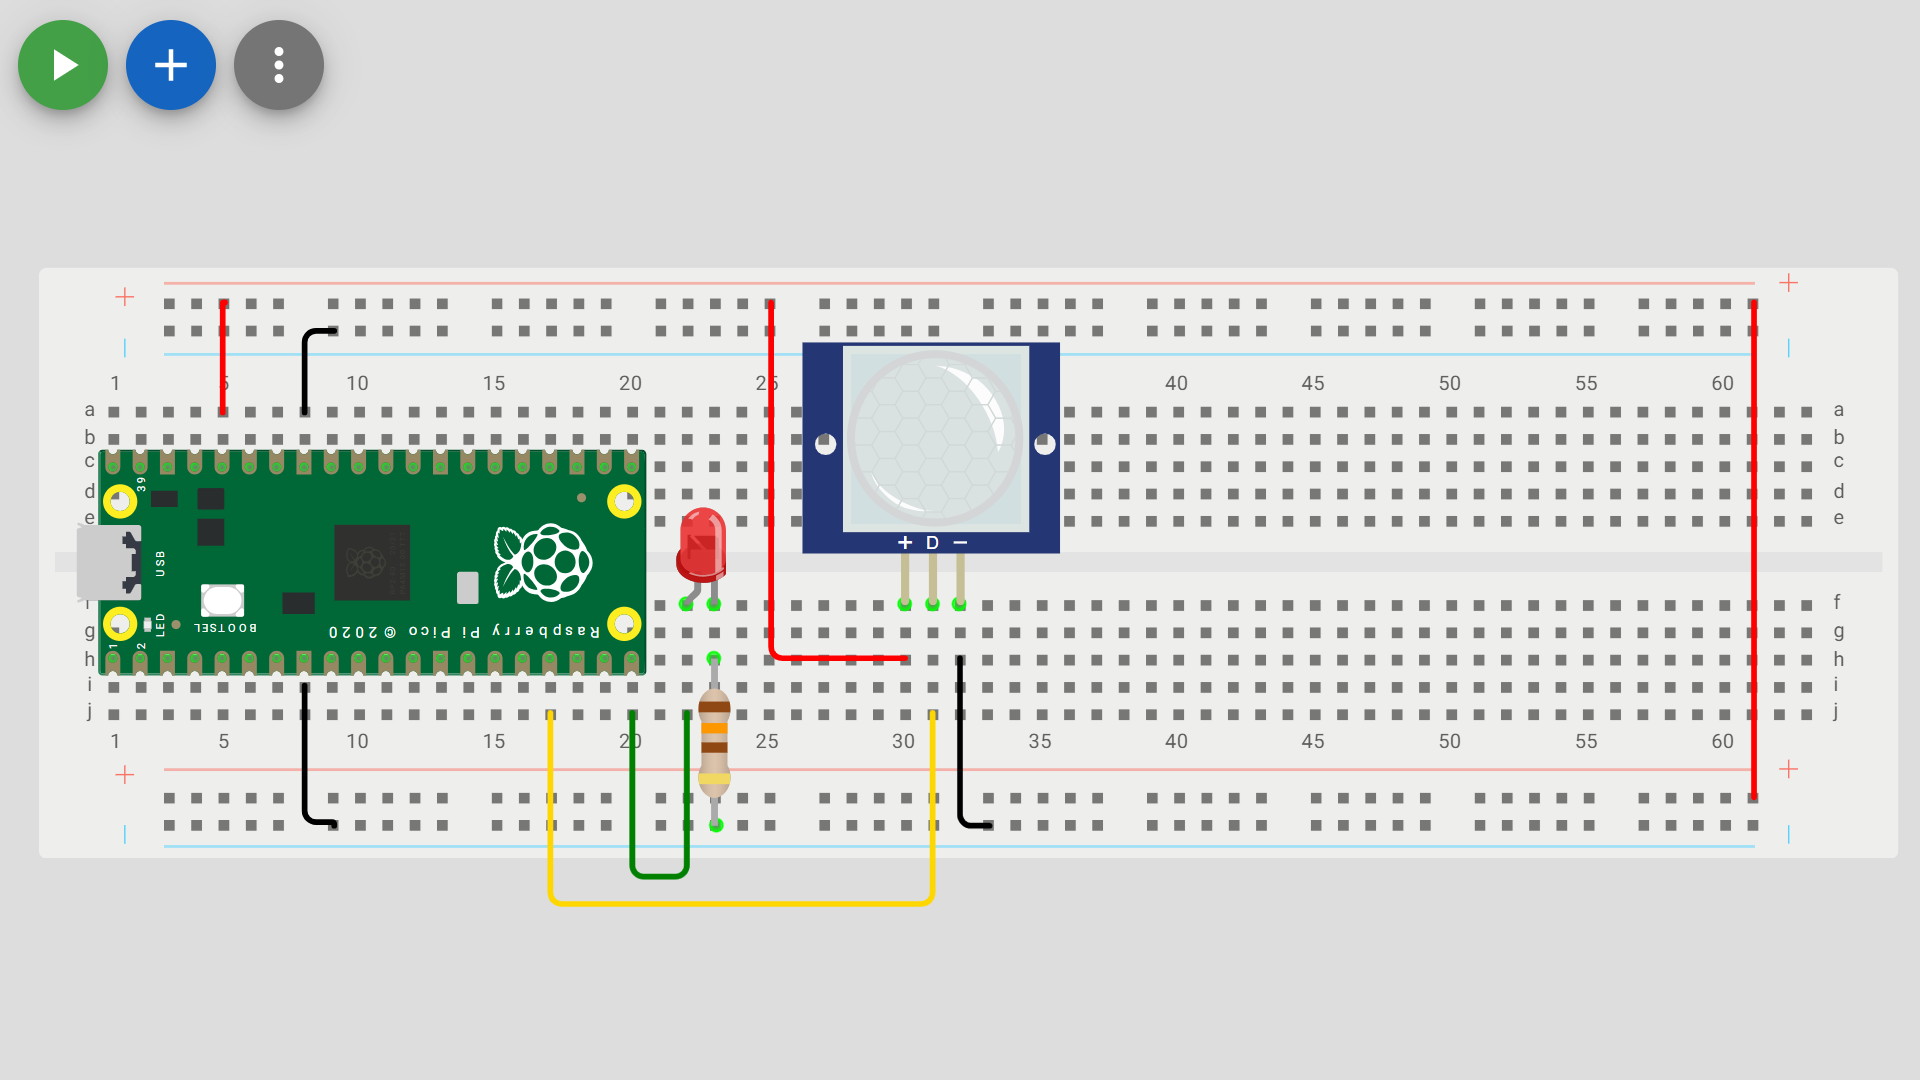 + +
1 5 10 15 20 25 40 45 50 55 60
a a
b b
c c
d d
e e
39
USB
+ D −
f
BOOTSEL
LED
1 2
Raspberry Pi Pico © 2020
g g
h h
i i
j j
1 5 10 15 20 25 30 35 40 45 50 55 60
+ +